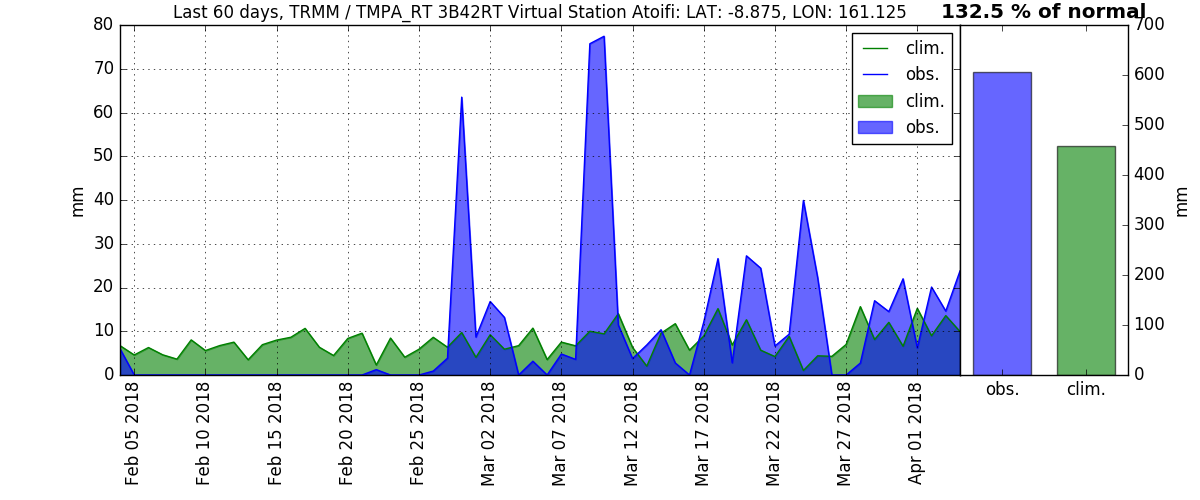 Last 60 days, TRMM / TMPA_RT 3B42RT Virtual Station Atoifi: LAT: -8.875, LON: 161.125
132.5 % of normal
80
70
60
50
40
30
20
10
0
mm
clim.
obs.
clim.
obs.
700
600
500
400
300
200
100
0
mm
obs.
clim.
Feb 05 2018
Feb 10 2018
Feb 15 2018
Feb 20 2018
Feb 25 2018
Mar 02 2018
Mar 07 2018
Mar 12 2018
Mar 17 2018
Mar 22 2018
Mar 27 2018
Apr 01 2018